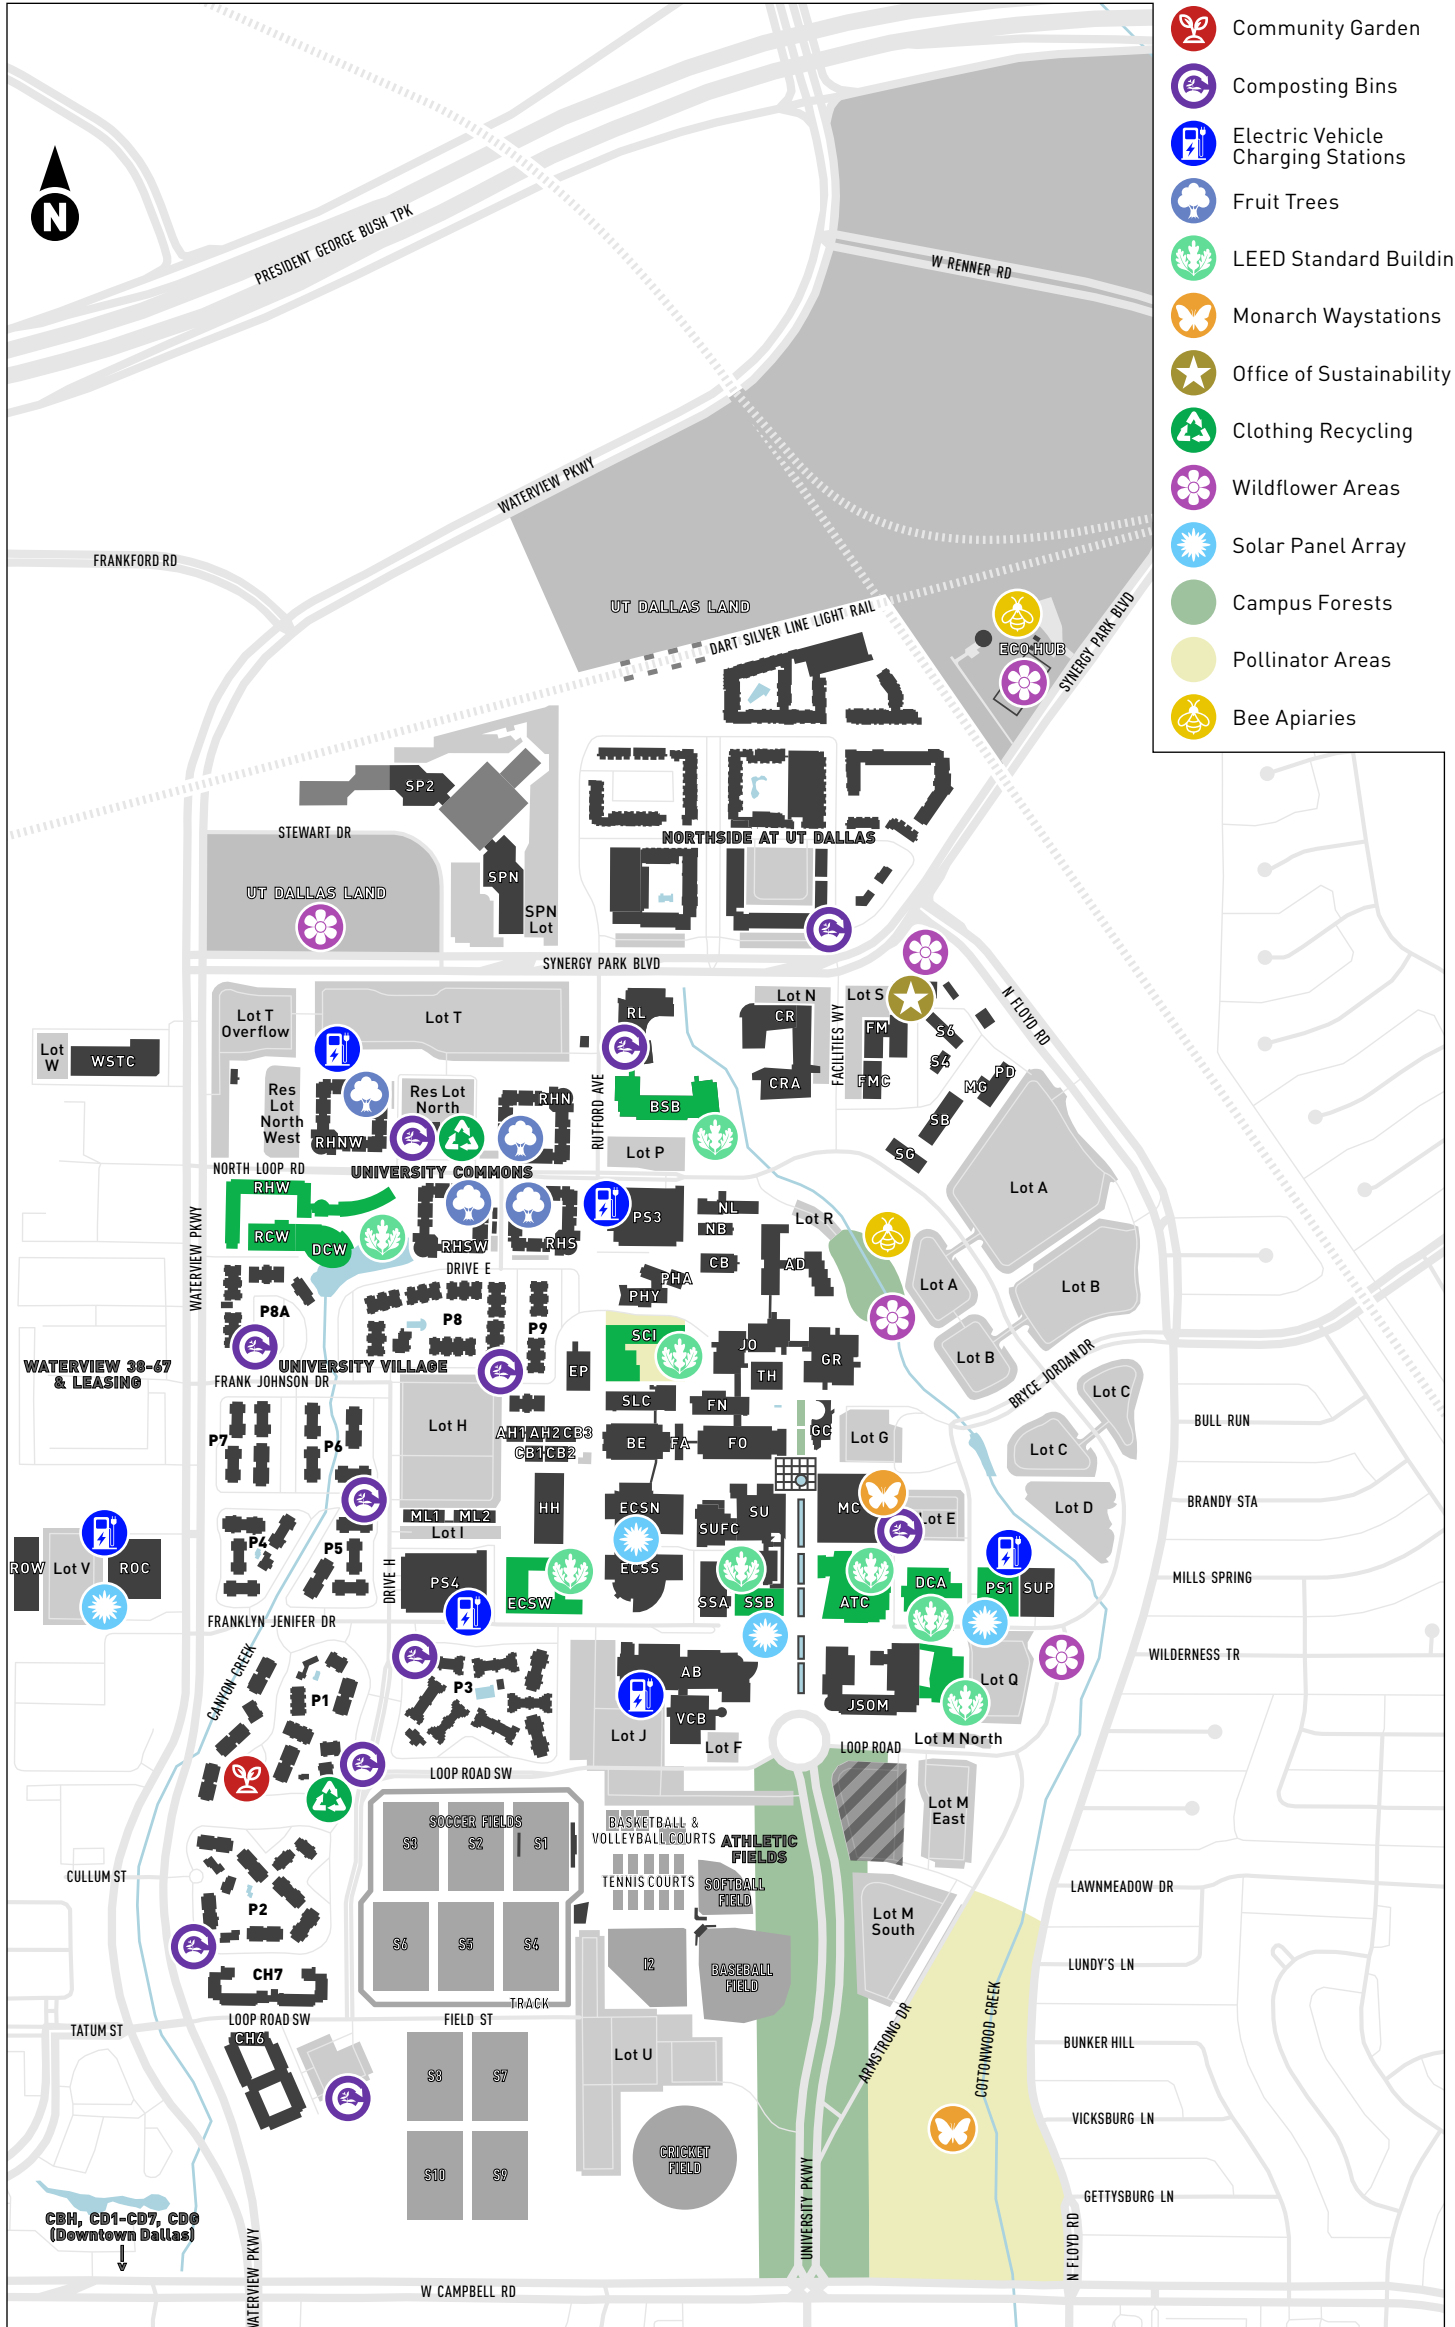 Community Garden
Composting Bins
Electric Vehicle
Charging Stations
Fruit Trees
LEED Standard Buildin
Monarch Waystations
Office of Sustainability
Clothing Recycling
Wildflower Areas
Solar Panel Array
Campus Forests
Pollinator Areas
Bee Apiaries
N
PRESIDENT GEORGE BUSH TPK
W RENNER RD
WATERVIEW PKWY
FRANKFORD RD
UT DALLAS LAND
DART SILVER LINE LIGHT RAIL
ECO HUB
SYNERGY PARK BLVD
SP2
STEWART DR
NORTHSIDE AT UT DALLAS
SPN
UT DALLAS LAND
SPN
Lot
SYNERGY PARK BLVD
Lot T
Overflow
Lot T
RL
Lot N
CR
Lot S
FM
S6
N FLOYD RD
Lot
W
WSTC
FACILITIES WY
S4
PD
MG
CRA
FMC
Res
Lot
North
West
Res Lot
North
RHN
RUTFORD AVE
BSB
SB
RHNW
Lot P
SG
NORTH LOOP RD
UNIVERSITY COMMONS
RHW
Lot A
PS3
NL
NB
Lot R
RCW
DCW
RHSW
RHS
CB
AD
WATERVIEW PKWY
DRIVE E
PHA
PHY
Lot A
Lot B
P8A
P8
P9
SCI
JO
GR
Lot B
BRYCE JORDAN DR
WATERVIEW 38-67
& LEASING
UNIVERSITY VILLAGE
FRANK JOHNSON DR
EP
TH
Lot C
SLC
FN
GC
P7
P6
Lot H
AH1 AH2 CB3
CB1 CB2
BE
FA
FO
Lot G
Lot C
BULL RUN
HH
ECSN
SU
MC
Lot E
Lot D
BRANDY STA
ML1
ML2
Lot I
SUFC
P4
P5
ROW
Lot V
ROC
DRIVE H
PS4
ECSW
ECSS
SSA
SSB
ATC
DCA
PS1
SUP
MILLS SPRING
FRANKLYN JENIFER DR
CANYON CREEK
P1
P3
AB
VCB
Lot J
Lot F
JSOM
Lot Q
WILDERNESS TR
Lot M North
LOOP ROAD
LOOP ROAD SW
Lot M
East
SOCCER FIELDS
S3
S2
S1
BASKETBALL &
VOLLEYBALL COURTS
ATHLETIC
FIELDS
TENNIS COURTS
SOFTBALL
FIELD
CULLUM ST
P2
LAWNMEADOW DR
Lot M
South
S6
S5
S4
I2
BASEBALL
FIELD
LUNDY'S LN
CH7
TRACK
LOOP ROAD SW
FIELD ST
TATUM ST
CH6
Lot U
ARMSTRONG DR
COTTONWOOD CREEK
BUNKER HILL
S8
S7
VICKSBURG LN
CRICKET
FIELD
S10
S9
UNIVERSITY PKWY
GETTYSBURG LN
CBH, CD1-CD7, CDG
(Downtown Dallas)
WATERVIEW PKWY
N FLOYD RD
W CAMPBELL RD